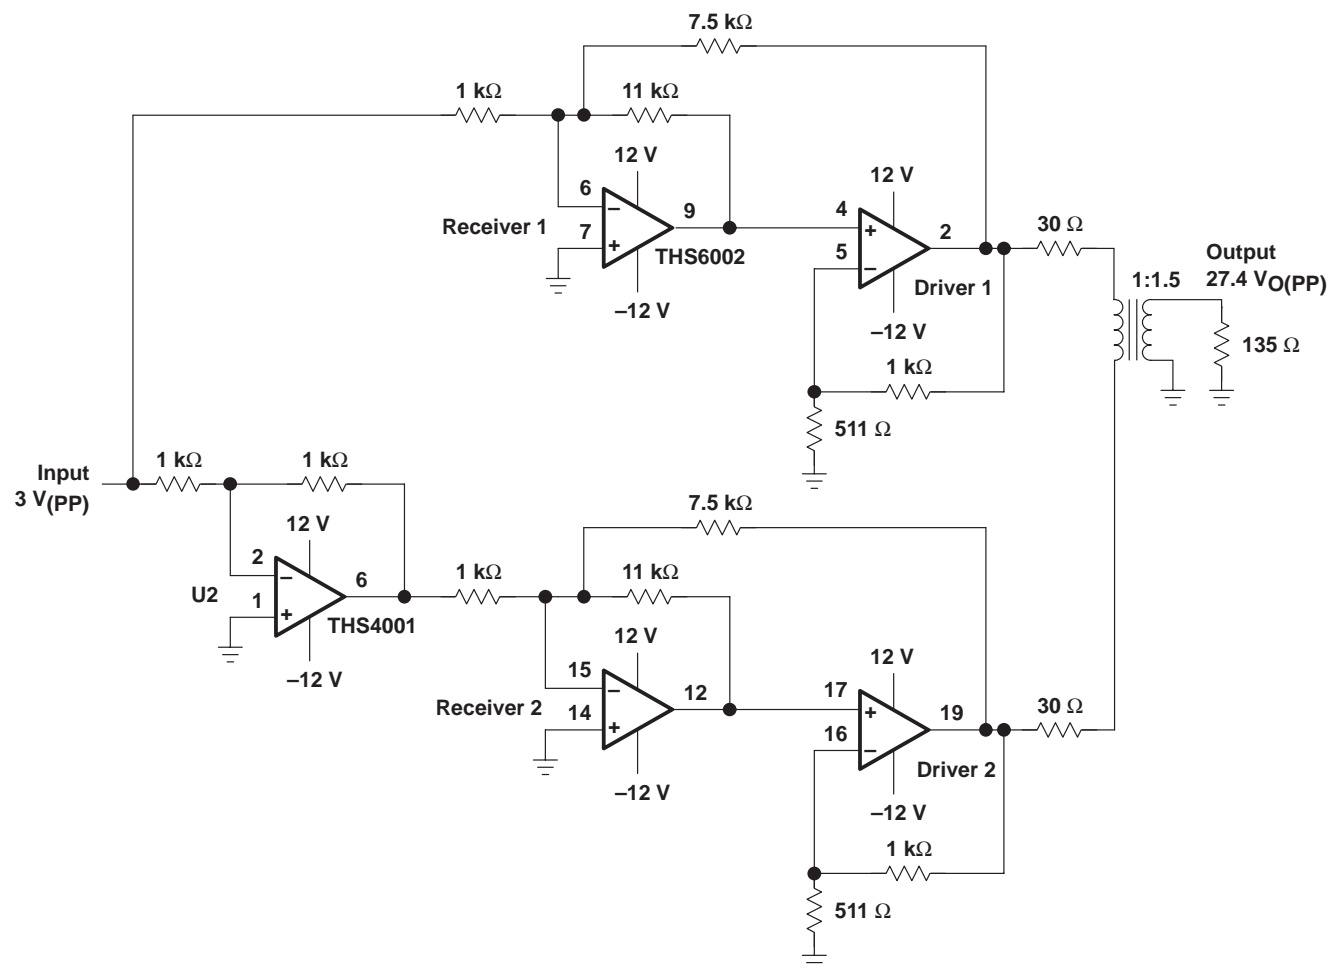 7.5 kΩ
1 kΩ
11 kΩ
12 V
6
–
7
+
9
Receiver 1
THS6002
–12 V
12 V
4
+
5
–
2
Driver 1
–12 V
30 Ω
1:1.5
Output
27.4 VO(PP)
135 Ω
1 kΩ
511 Ω
Input
3 V(PP)
1 kΩ
1 kΩ
12 V
2
–
1
+
6
U2
THS4001
–12 V
7.5 kΩ
1 kΩ
11 kΩ
12 V
15
–
14
+
12
Receiver 2
–12 V
12 V
17
+
16
–
19
Driver 2
–12 V
30 Ω
1 kΩ
511 Ω